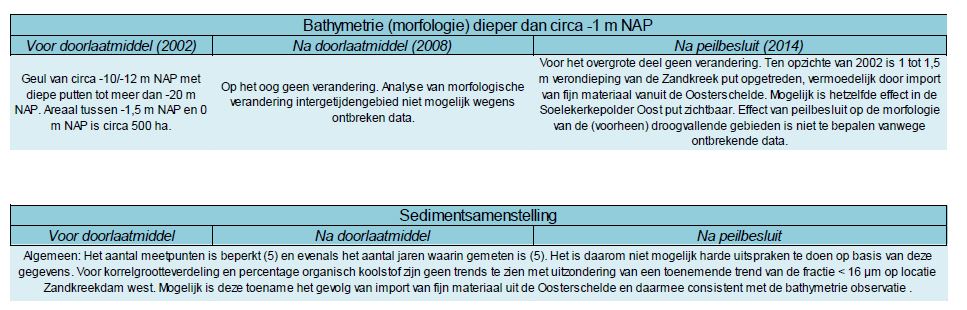 Bathymetrie (morfologie) dieper dan circa -1 m NAP
Voor doorlaatmiddel (2002)
Na doorlaatmiddel (2008)
Na peilbesluit (2014)
Geul van circa -10/-12 m NAP met
diepe putten tot meer dan -20 m
NAP. Areaal tussen -1,5 m NAP en 0
m NAP is circa 500 ha.
Op het oog geen verandering. Analyse van morfologische
verandering intergetijdengebied niet mogelijk wegens
ontbreken data.
Voor het overgrote deel geen verandering. Ten opzichte van 2002 is 1 tot 1,5
m verondieping van de Zandkreek put opgetreden, vermoedelijk door import
van fijn materiaal vanuit de Oosterschelde. Mogelijk is hetzelfde effect in de
Soelekerkepolder Oost put zichtbaar. Effect van peilbesluit op de morfologie
van de (voorheen) droogvallende gebieden is niet te bepalen vanwege
ontbrekende data.
Sedimentsamenstelling
Voor doorlaatmiddel
Na doorlaatmiddel
Na peilbesluit
Algemeen: Het aantal meetpunten is beperkt (5) en evenals het aantal jaren waarin gemeten is (5). Het is daarom niet mogelijk harde uitspraken te doen op basis van deze
gegevens. Voor korrelgrootteverdeling en percentage organisch koolstof zijn geen trends te zien met uitzondering van een toenemende trend van de fractie < 16 µm op locatie
Zandkreekdam west. Mogelijk is deze toename het gevolg van import van fijn materiaal uit de Oosterschelde en daarmee consistent met de bathymetrie observatie .